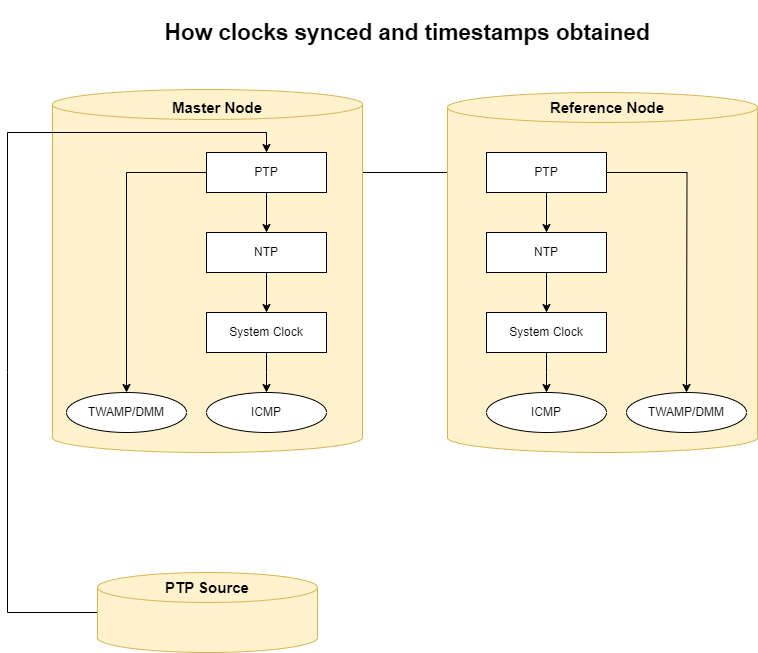 How clocks synced and timestamps obtained
Master Node
Reference Node
PTP
PTP
NTP
NTP
System Clock
System Clock
TWAMP/DMM
ICMP
ICMP
TWAMP/DMM
PTP Source